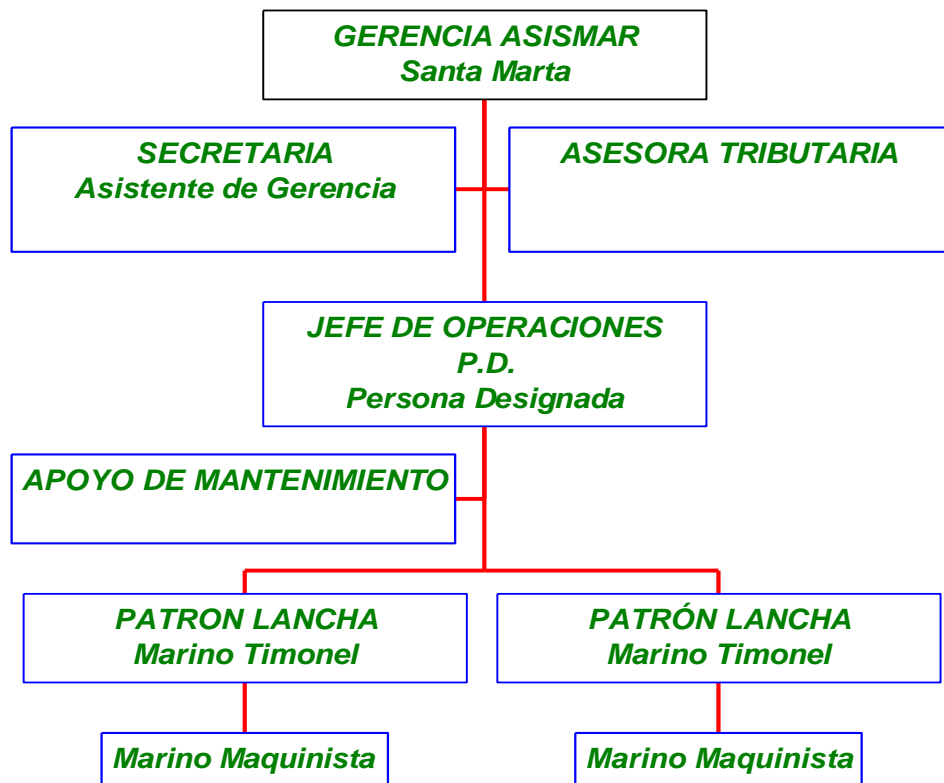 GERENCIA ASISMAR
Santa Marta
SECRETARIA
Asistente de Gerencia
ASESORA TRIBUTARIA
JEFE DE OPERACIONES
P.D.
Persona Designada
APOYO DE MANTENIMIENTO
PATRON LANCHA
Marino Timonel
PATRÓN LANCHA
Marino Timonel
Marino Maquinista
Marino Maquinista